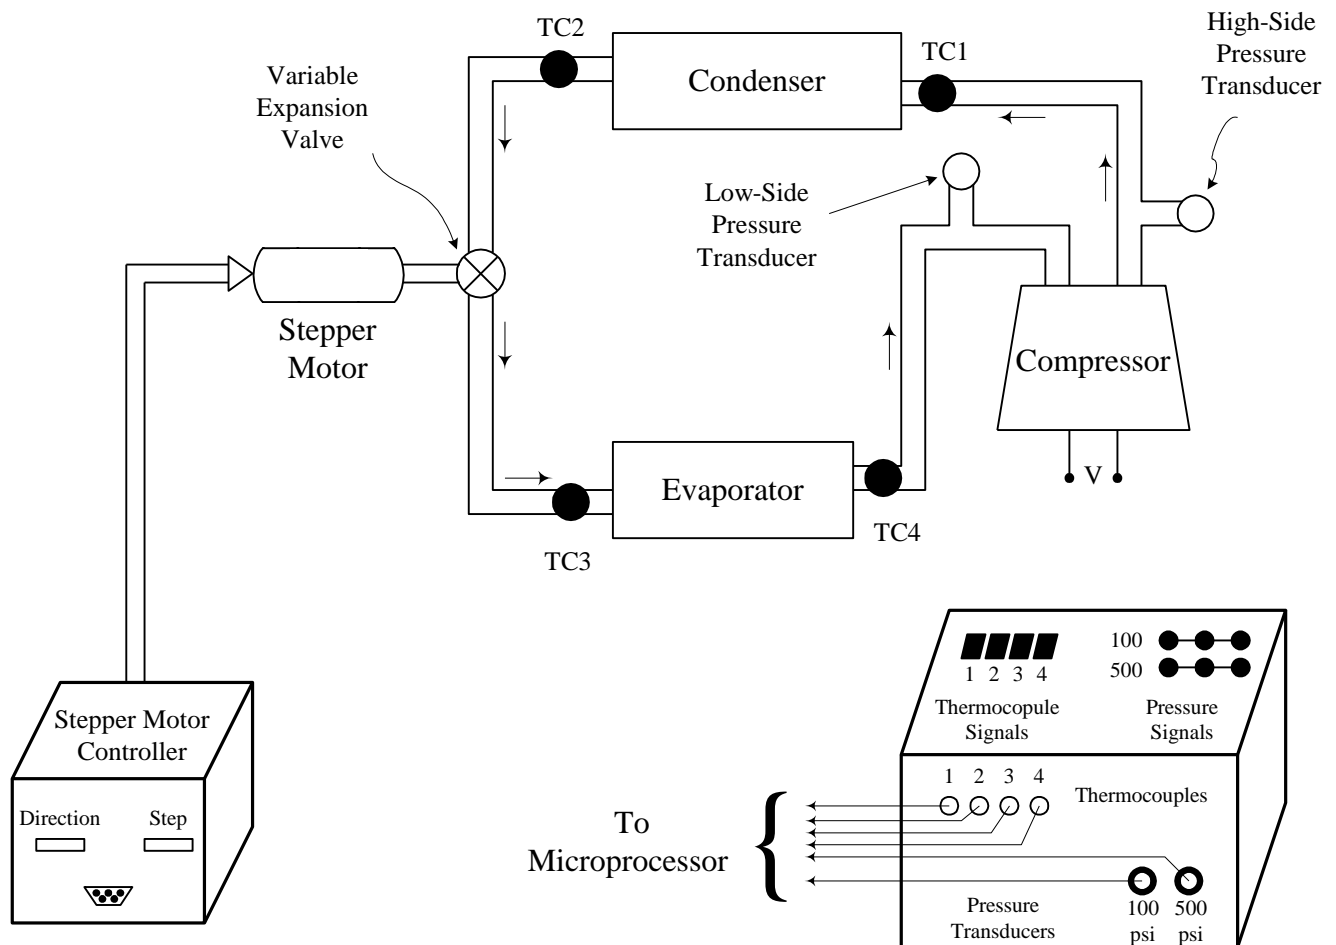 TC2
High-Side
Pressure
Transducer
TC1
Variable
Expansion
Valve
Condenser
Low-Side
Pressure
Transducer
Stepper
Motor
Compressor
V
Evaporator
TC4
TC3
100
500
1 2 3 4
Thermocopule
Signals
Pressure
Signals
Stepper Motor
Controller
1 2 3 4
Thermocouples
Direction
Step
To
Microprocessor
Pressure
Transducers
100
psi
500
psi